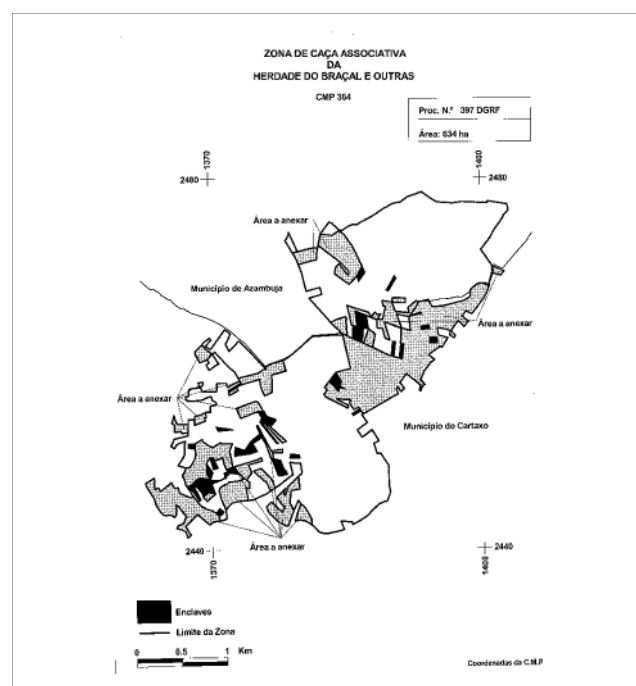 ZONA DE CAÇA ASSOCIATIVA
DA
HERDADE DO BRAÇAL E OUTRAS
CMP 364
Proc. N.º 397 DGRF
Área: 634 ha
1370
1400
2480
2480
Área a anexar
Município de Azambuja
Área a anexar
Área a anexar
Município de Cartaxo
2440
2440
Área a anexar
1370
1400
Enclaves
Limite da Zona
0 0.5 1 Km
Coordenadas da C.M.P